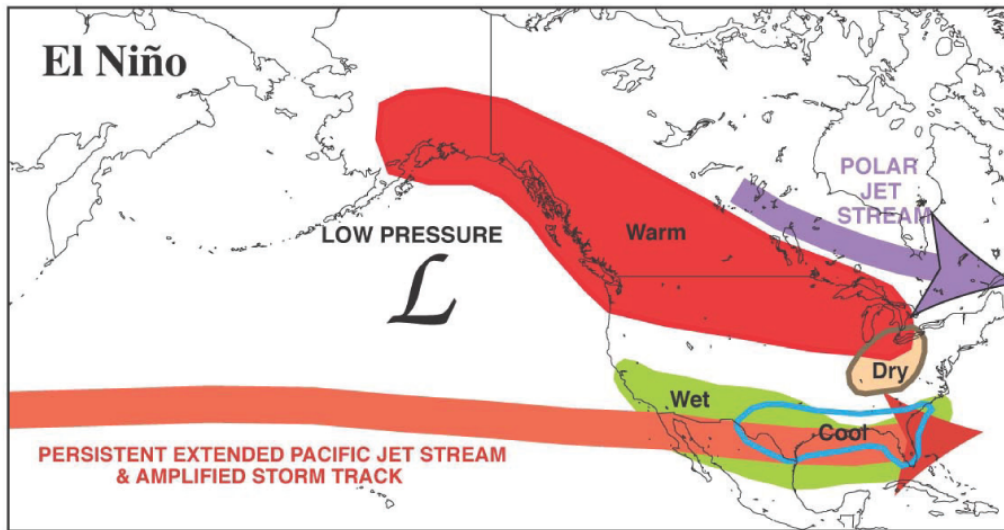 El Niño
POLAR
JET
STREAM
LOW PRESSURE
L
Warm
Dry
Wet
Cool
PERSISTENT EXTENDED PACIFIC JET STREAM
& AMPLIFIED STORM TRACK